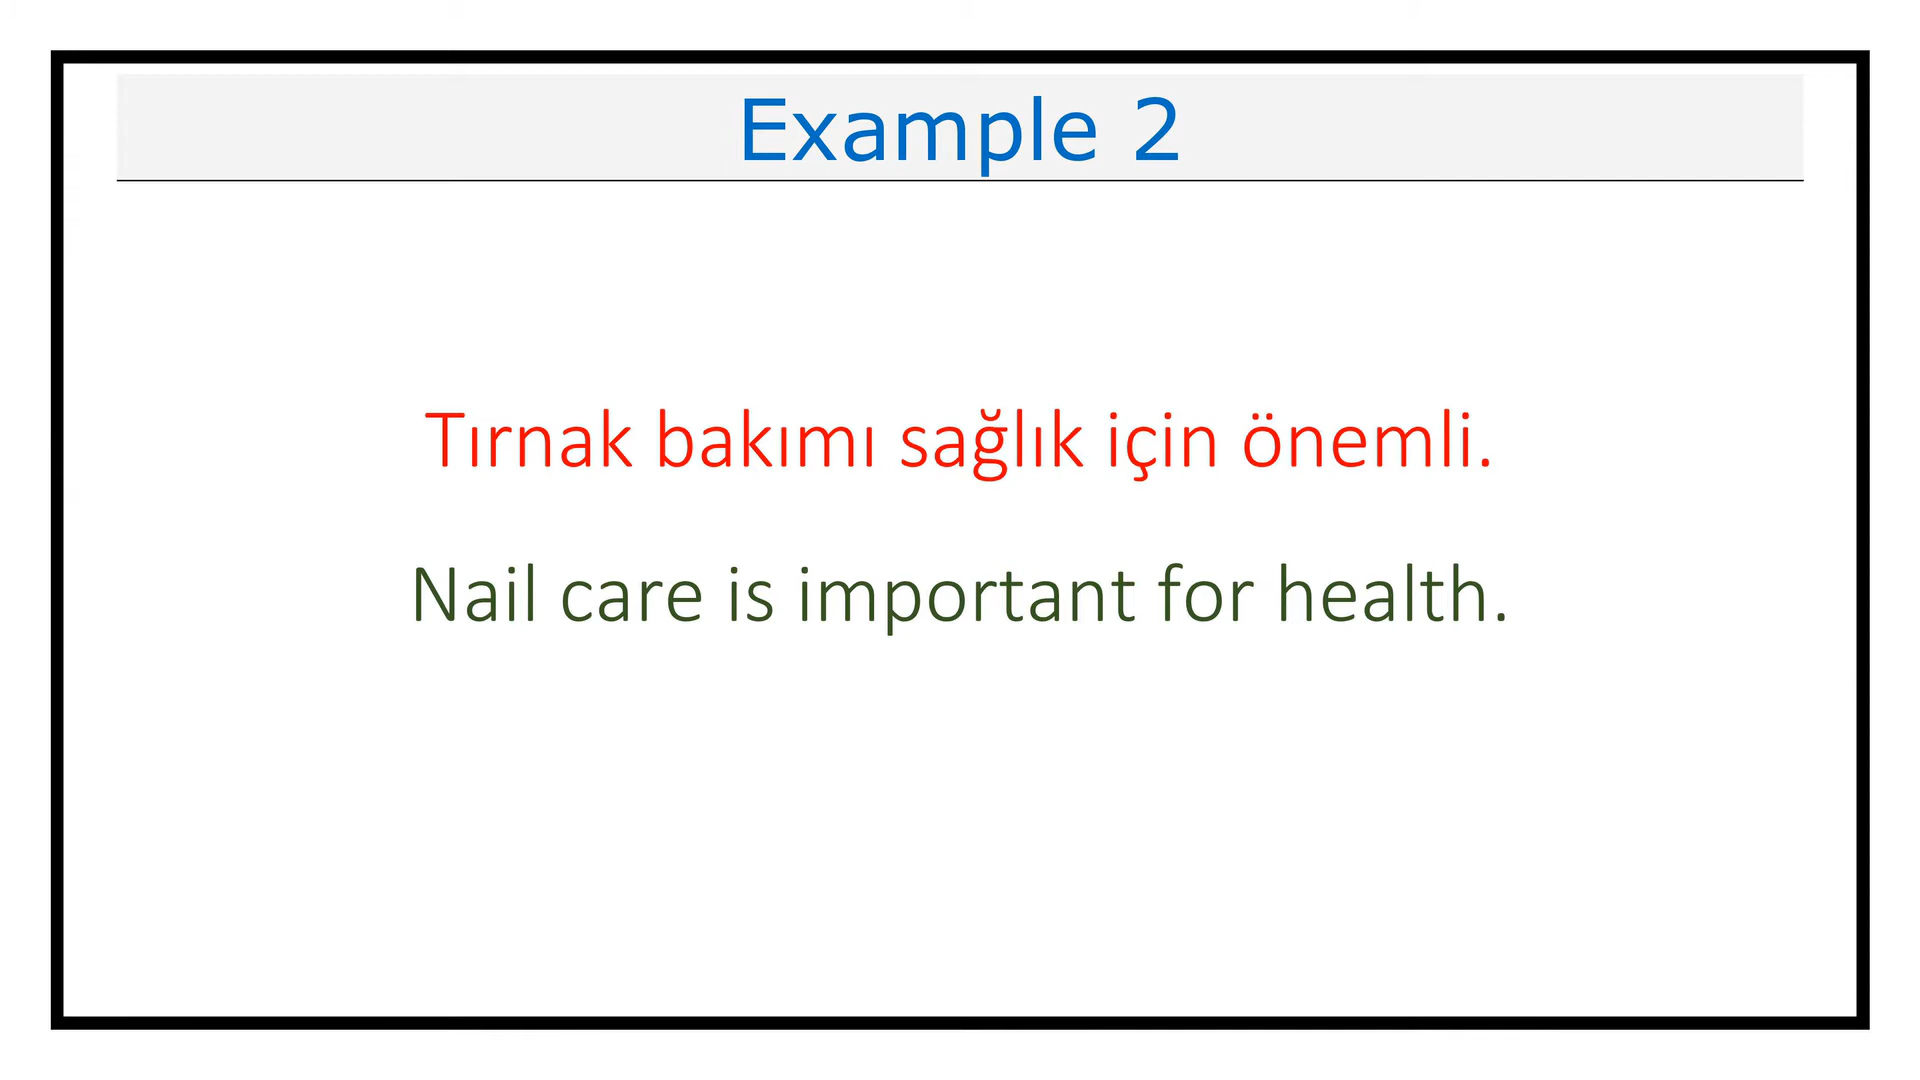 Example 2
Tırnak bakımı sağlık için önemli.
Nail care is important for health.